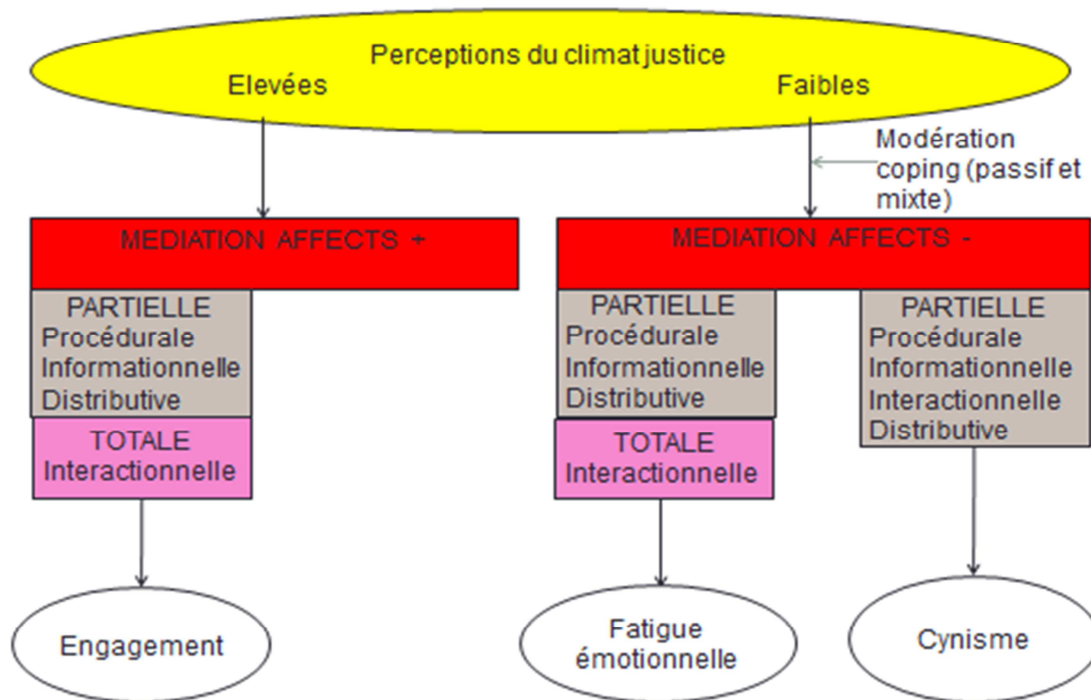 Perceptions du climat justice
Elevées
Faibles
Modération
coping (passif et
mixte)
MEDIATION AFFECTS +
MEDIATION AFFECTS -
PARTIELLE
Procédurale
Informationnelle
Distributive
TOTALE
Interactionnelle
PARTIELLE
Procédurale
Informationnelle
Distributive
TOTALE
Interactionnelle
PARTIELLE
Procédurale
Informationnelle
Interactionnelle
Distributive
Engagement
Fatigue
émotionnelle
Cynisme